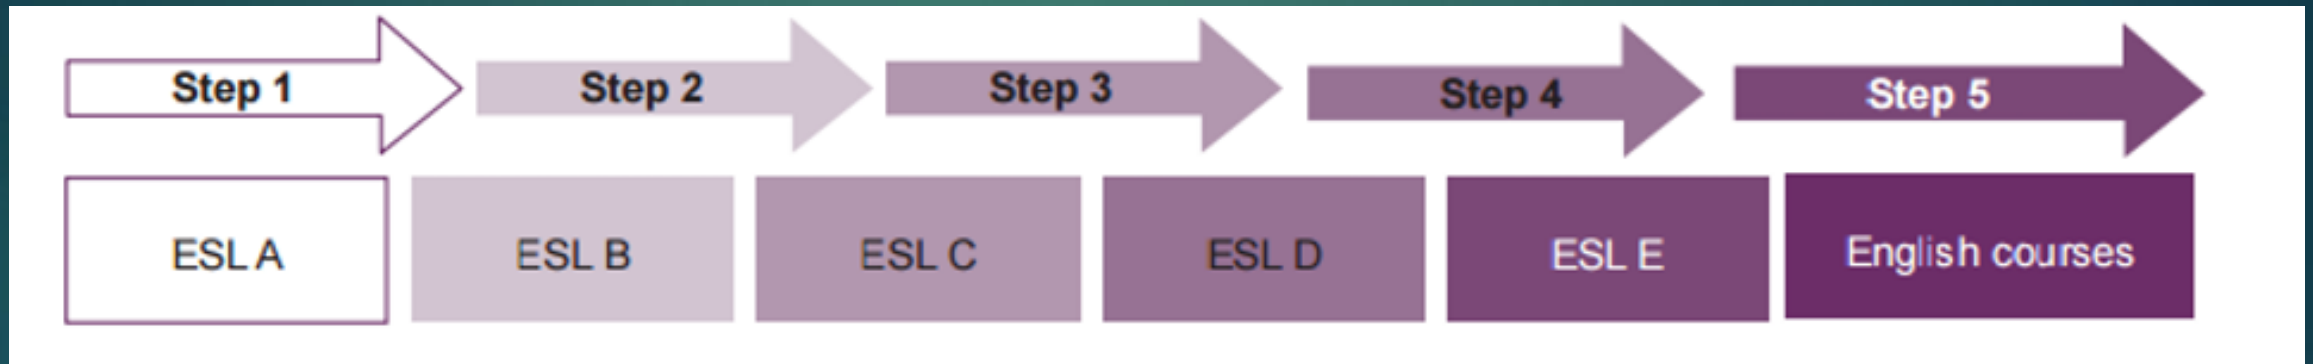 Step 1 Step 2 Step 3 Step 4 Step 5
ESL A ESL B ESL C ESL D ESL E English courses